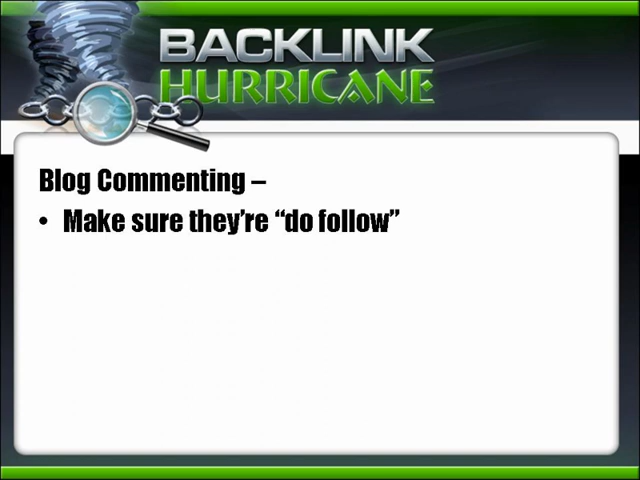 BACKLINK
HURRICANE
Blog Commenting –
• Make sure they’re “do follow”